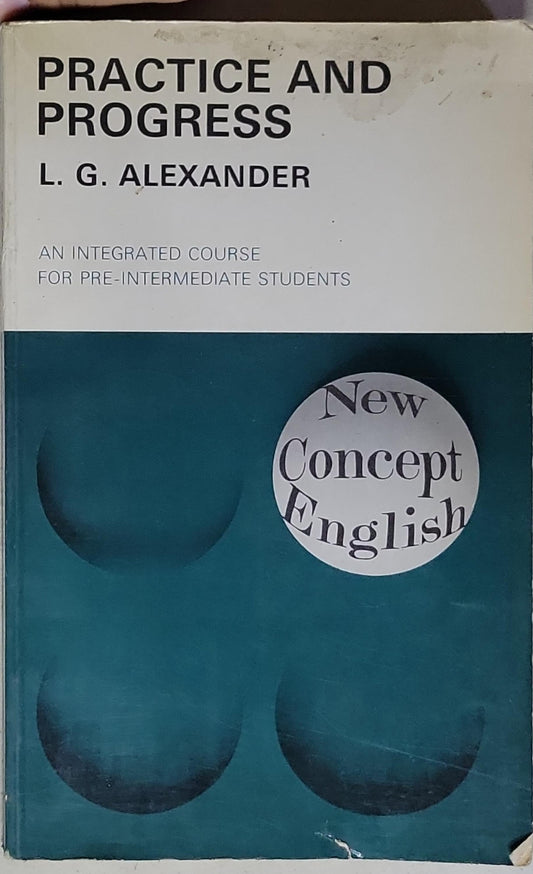 PRACTICE AND
PROGRESS
L. G. ALEXANDER
AN INTEGRATED COURSE
FOR PRE-INTERMEDIATE STUDENTS
New
Concept
English